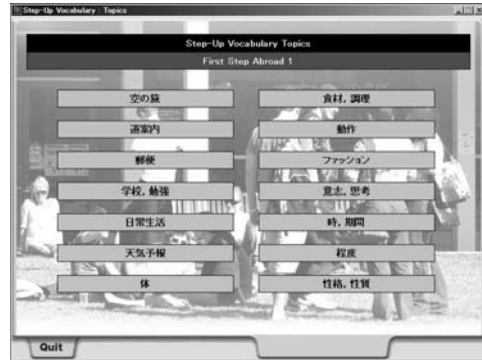 Step-Up Vocabulary : Topics
Step-Up Vocabulary Topics
First Step Abroad 1
空の旅
道案内
郵便
学校, 勉強
日常生活
天気予報
体
食材, 調理
動作
ファッション
意志, 思考
時, 期間
程度
性格, 性質
Quit